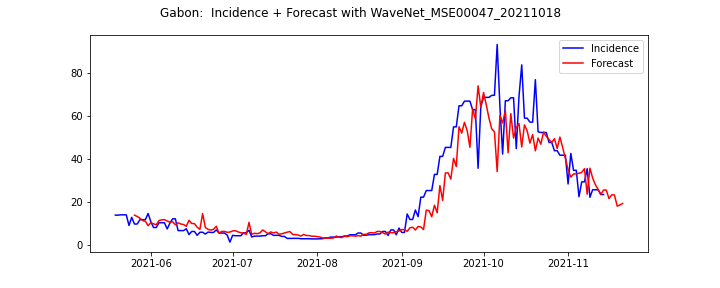 Gabon:  Incidence + Forecast with WaveNet_MSE00047_20211018
Incidence
Forecast
80
60
40
20
0
2021-06 2021-07 2021-08 2021-09 2021-10 2021-11